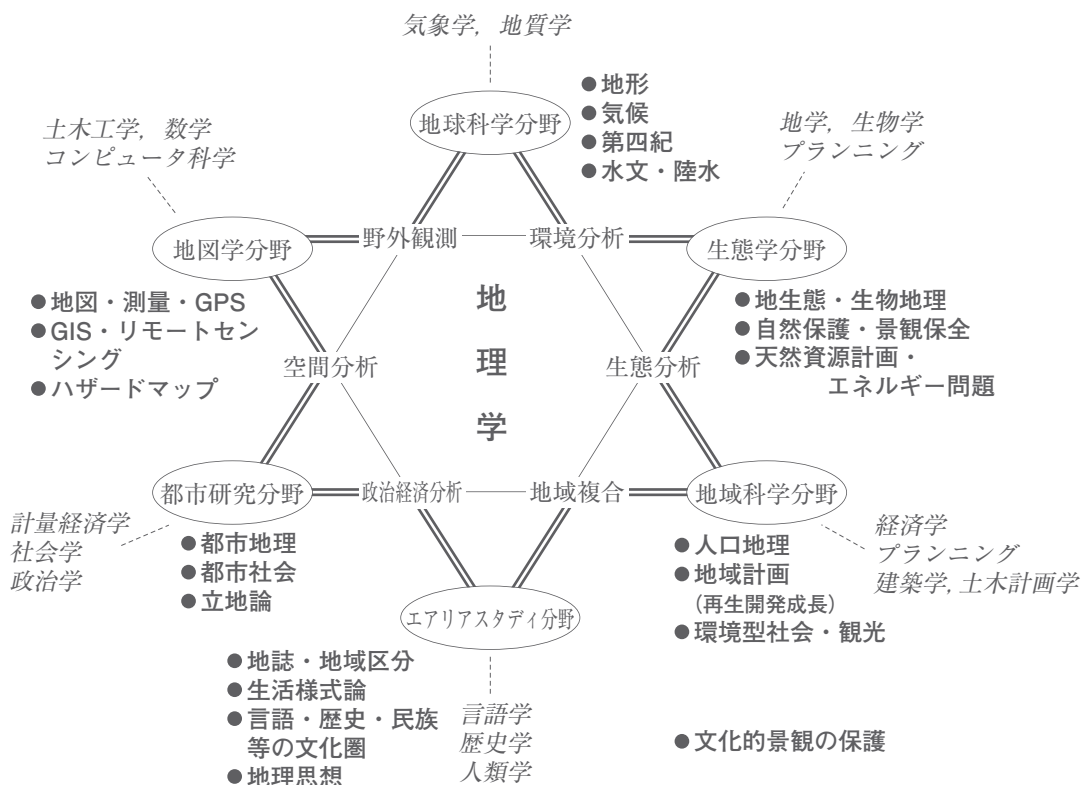 気象学，地質学
地球科学分野
●地形
●気候
●第四紀
●水文・陸水
土木工学，数学
コンピュータ科学
地学，生物学
プランニング
地図学分野
野外観測
環境分析
生態学分野
●地図・測量・GPS
●GIS・リモートセン
シング
●ハザードマップ
地
理
学
●地生態・生物地理
●自然保護・景観保全
●天然資源計画・
エネルギー問題
空間分析
生態分析
都市研究分野
政治経済分析
地域複合
地域科学分野
計量経済学
社会学
政治学
●都市地理
●都市社会
●立地論
●人口地理
●地域計画
（再生開発成長）
●環境型社会・観光
経済学
プランニング
建築学，土木計画学
エアリアスタディ分野
●地誌・地域区分
●生活様式論
●言語・歴史・民族
等の文化圏
●地理思想
言語学
歴史学
人類学
●文化的景観の保護